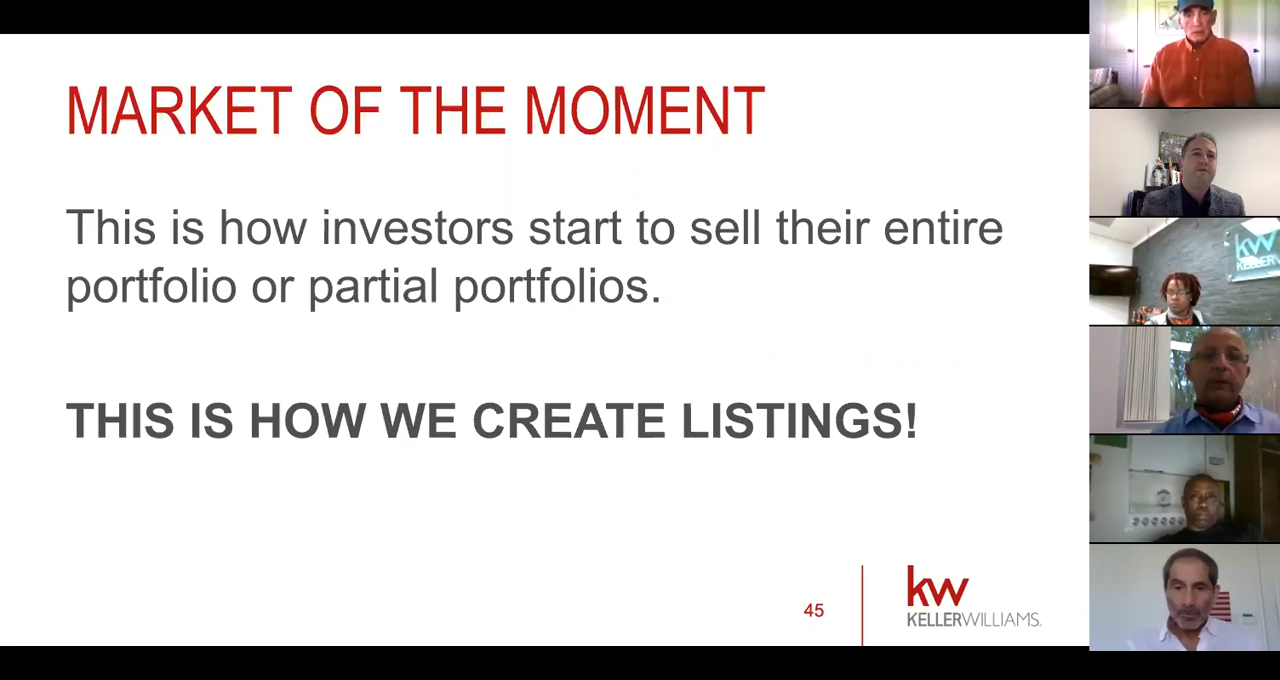 MARKET OF THE MOMENT
This is how investors start to sell their entire
portfolio or partial portfolios.
THIS IS HOW WE CREATE LISTINGS!
45
kw
KELLERWILLIAMS.
kw